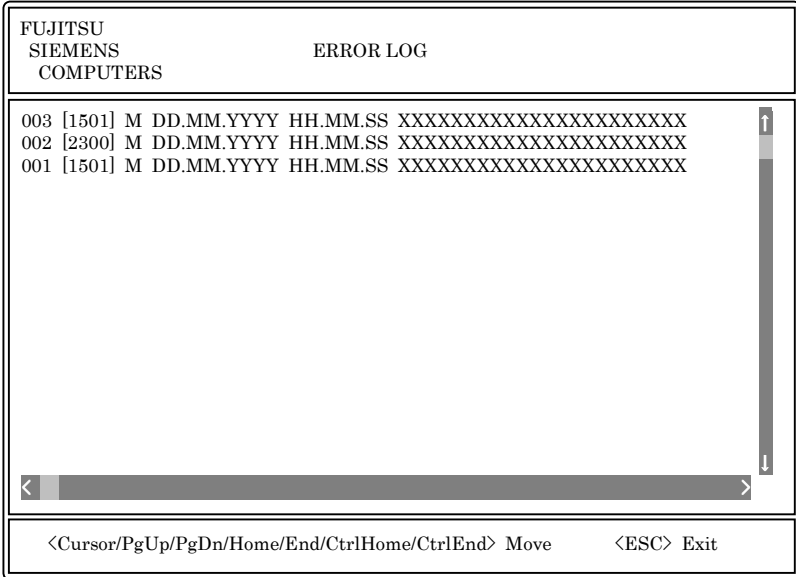 FUJITSU
SIEMENS ERROR LOG
COMPUTERS
003 [1501] M DD.MM.YYYY HH.MM.SS XXXXXXXXXXXXXXXXXXXXXX
002 [2300] M DD.MM.YYYY HH.MM.SS XXXXXXXXXXXXXXXXXXXXXX
001 [1501] M DD.MM.YYYY HH.MM.SS XXXXXXXXXXXXXXXXXXXXXX
<Cursor/PgUp/PgDn/Home/End/CtrlHome/CtrlEnd> Move <ESC> Exit